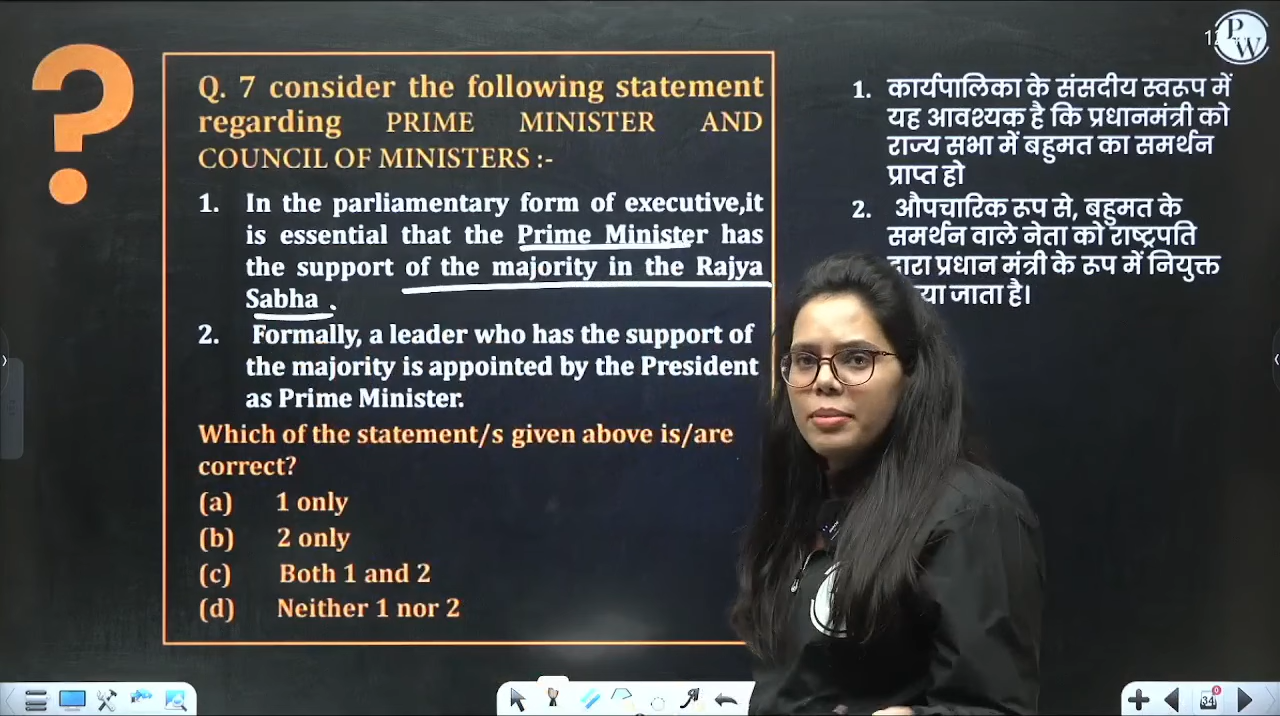 12
PW
Q. 7 consider the following statement
regarding PRIME MINISTER AND
COUNCIL OF MINISTERS :-
1. In the parliamentary form of executive,it
is essential that the Prime Minister has
the support of the majority in the Rajya
Sabha .
2. Formally, a leader who has the support of
the majority is appointed by the President
as Prime Minister.
Which of the statement/s given above is/are
correct?
(a) 1 only
(b) 2 only
(c) Both 1 and 2
(d) Neither 1 nor 2
1. कार्यपालिका के संसदीय स्वरूप में
यह आवश्यक है कि प्रधानमंत्री को
राज्य सभा में बहुमत का समर्थन
प्राप्त हो
2. औपचारिक रूप से, बहुमत के
समर्थन वाले नेता को राष्ट्रपति
द्वारा प्रधान मंत्री के रूप में नियुक्त
जाता है।
34